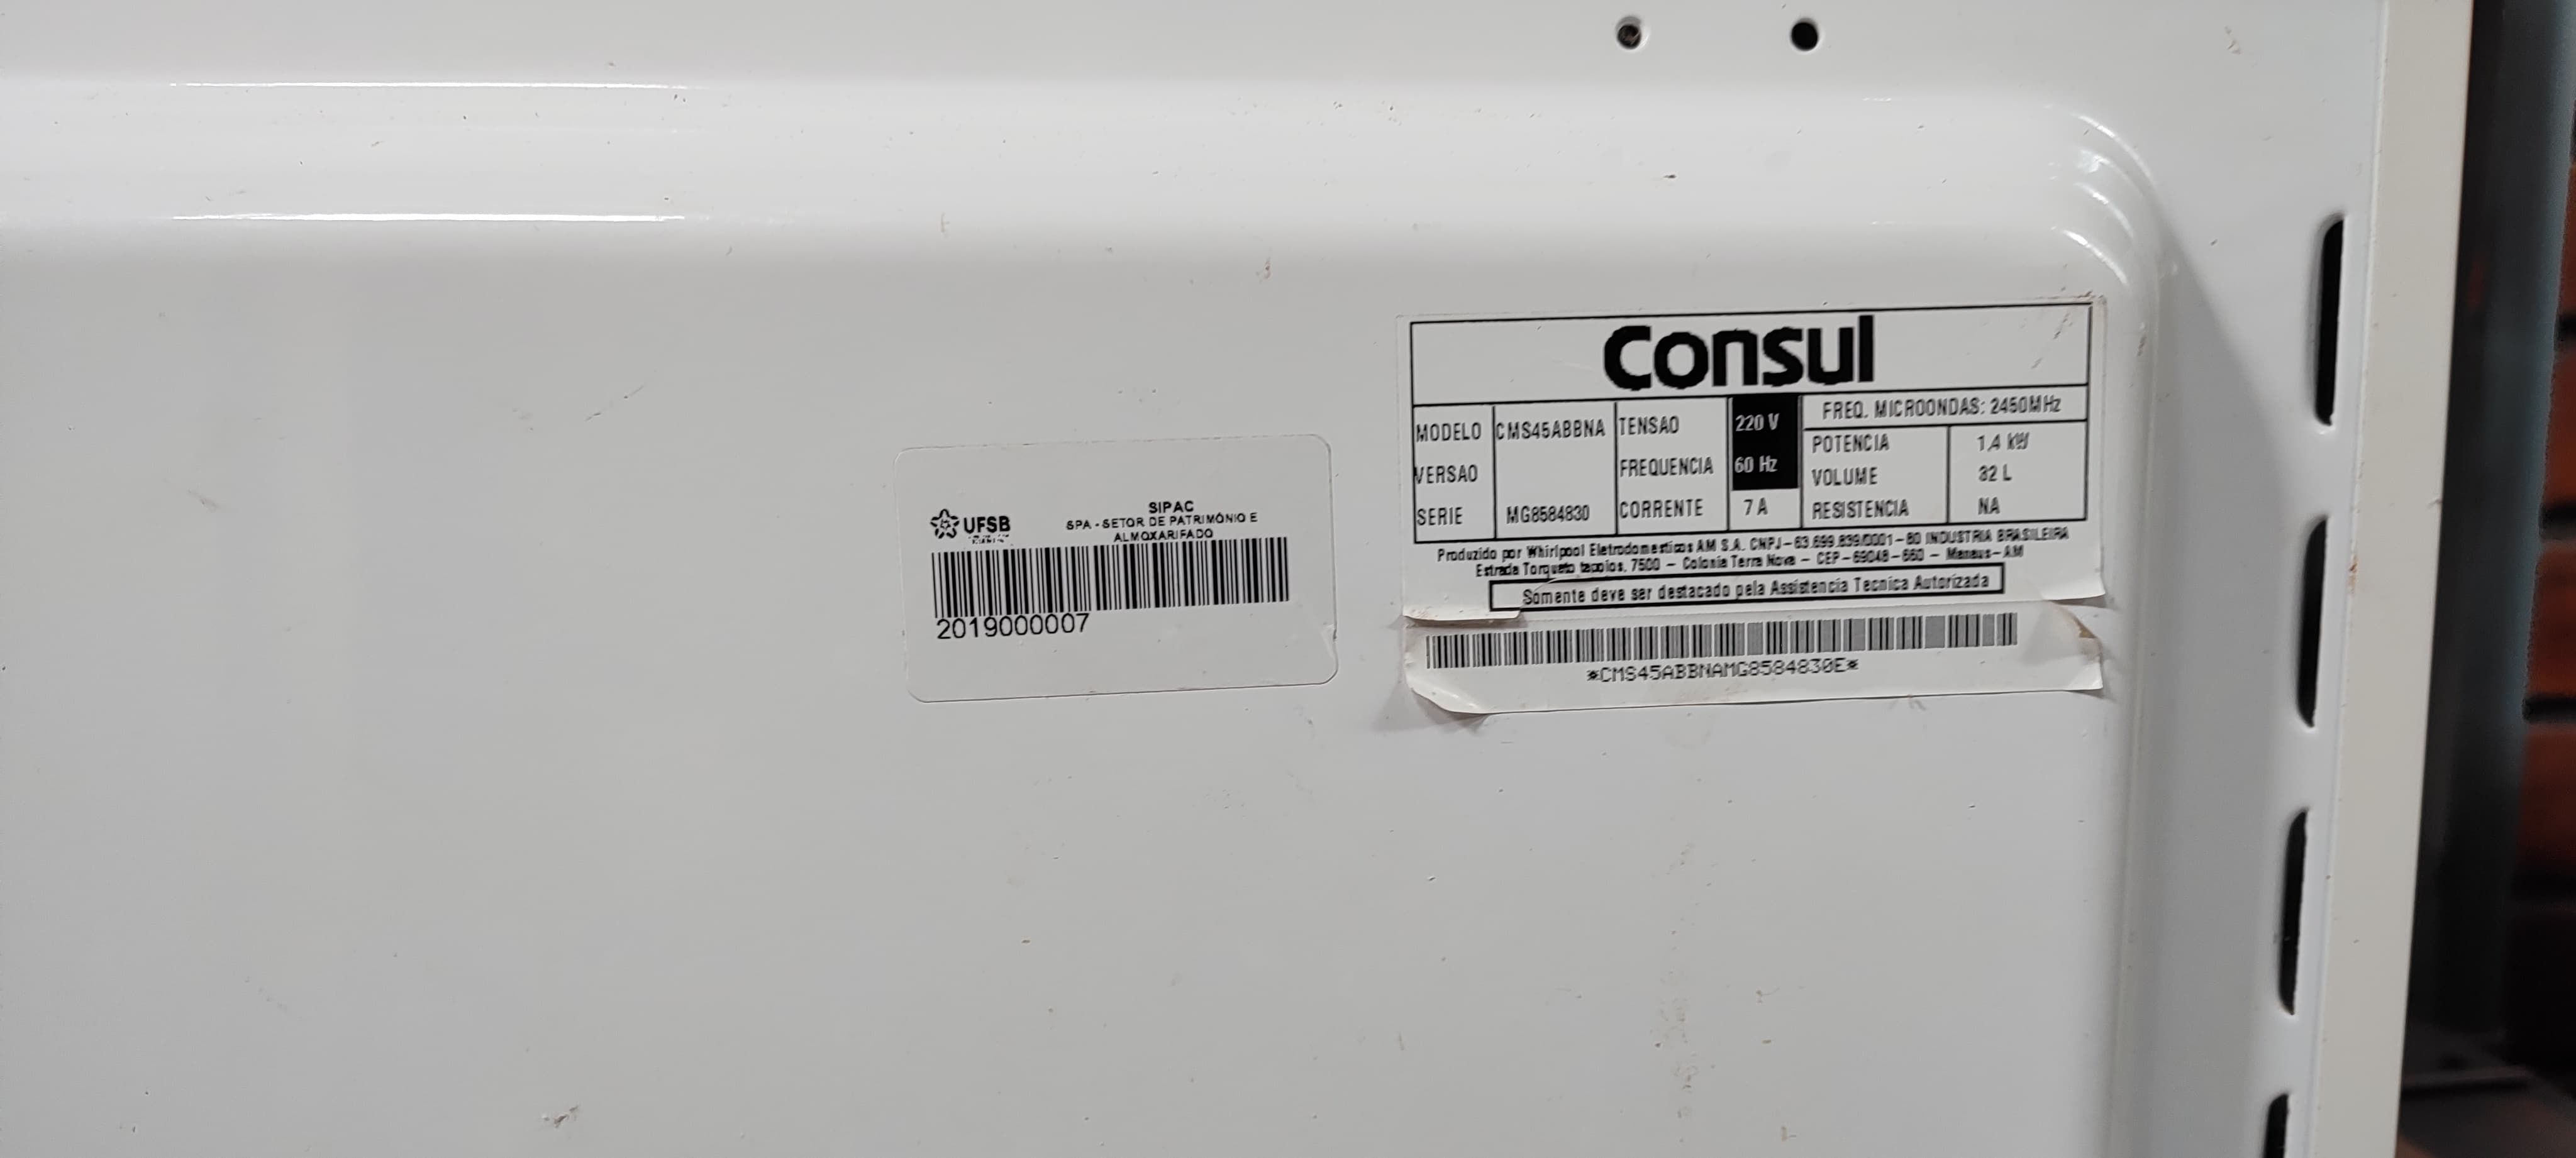 UFSB
SIPAC
SPA - SETOR DE PATRIMÔNIO E
ALMOXARIFADO
2019000007
Consul
MODELO CMS45ABBNA TENSAO 220 V FREQ. MICROONDAS: 2450MHz
VERSAO FREQUENCIA 60 Hz POTENCIA 1,4 kW
VOLUME 32 L
SERIE MG8584830 CORRENTE 7 A RESISTENCIA NA
Produzido por Whirlpool Eletrodomesticos AM S.A. CNPJ-63.699.839/0001-80 INDUSTRIA BRASILEIRA
Estrada Torqueto tapajos, 7500 - Colonia Terra Nova - CEP-69048-660 - Manaus-AM
Somente deve ser destacado pela Assistencia Tecnica Autorizada
*CMS45ABBNAMG8584830E*